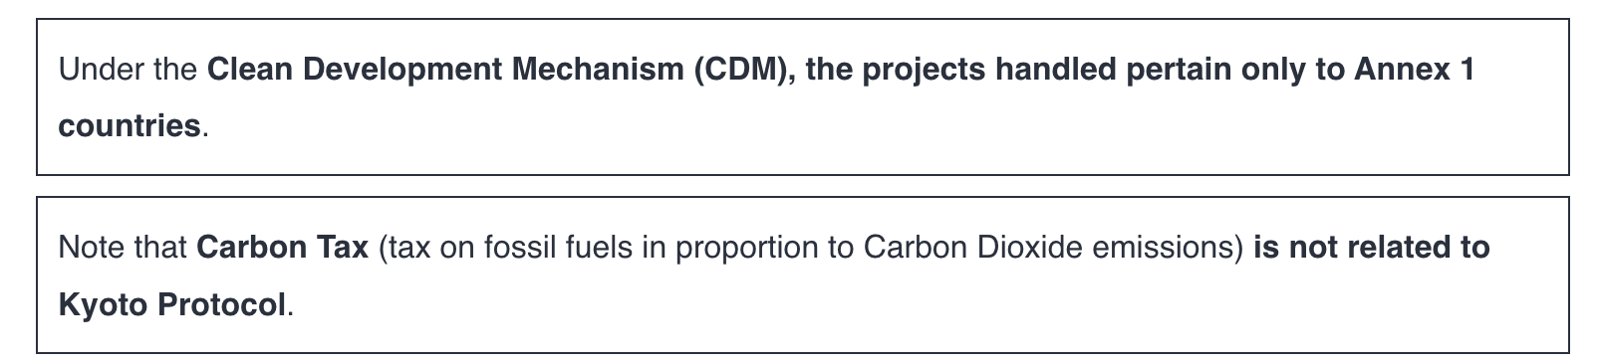 Under the Clean Development Mechanism (CDM), the projects handled pertain only to Annex 1
countries.
Note that Carbon Tax (tax on fossil fuels in proportion to Carbon Dioxide emissions) is not related to
Kyoto Protocol.